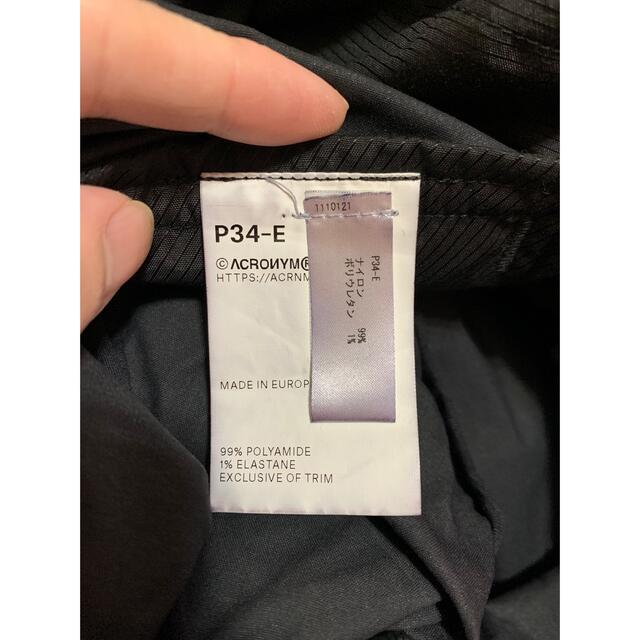 P34-E
©ACRONYM®
HTTPS://ACRNM
MADE IN EUROP
99% POLYAMIDE
1% ELASTANE
EXCLUSIVE OF TRIM
1110121
P34-E
ナイロン 99%
ポリウレタン 1%